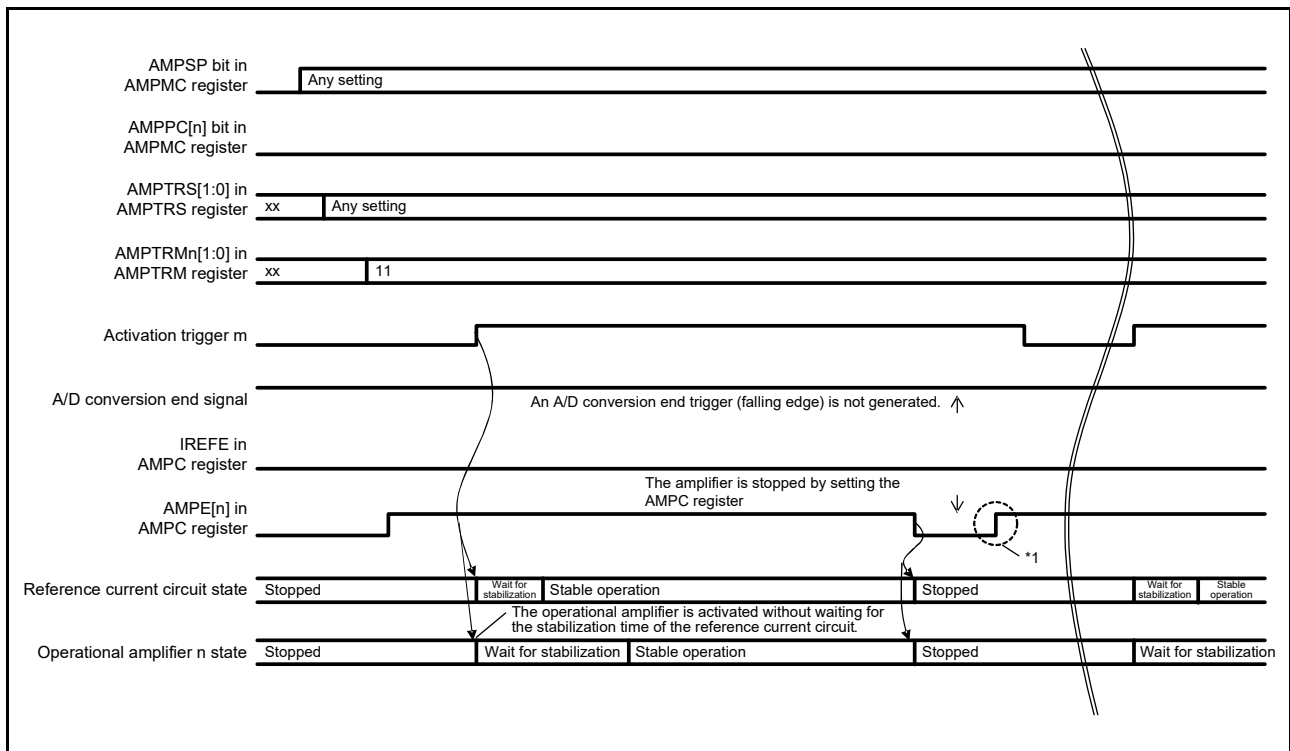 AMPSP bit in
AMPMC register
Any setting
AMPPC[n] bit in
AMPMC register
AMPTRS[1:0] in
AMPTRS register
xx
Any setting
AMPTRMn[1:0] in
AMPTRM register
xx
11
Activation trigger m
A/D conversion end signal
An A/D conversion end trigger (falling edge) is not generated.
IREFE in
AMPC register
The amplifier is stopped by setting the
AMPC register
AMPE[n] in
AMPC register
*1
Reference current circuit state
Stopped
Wait for
stabilization
Stable operation
Stopped
Wait for
stabilization
Stable
operation
The operational amplifier is activated without waiting for
the stabilization time of the reference current circuit.
Operational amplifier n state
Stopped
Wait for stabilization
Stable operation
Stopped
Wait for stabilization